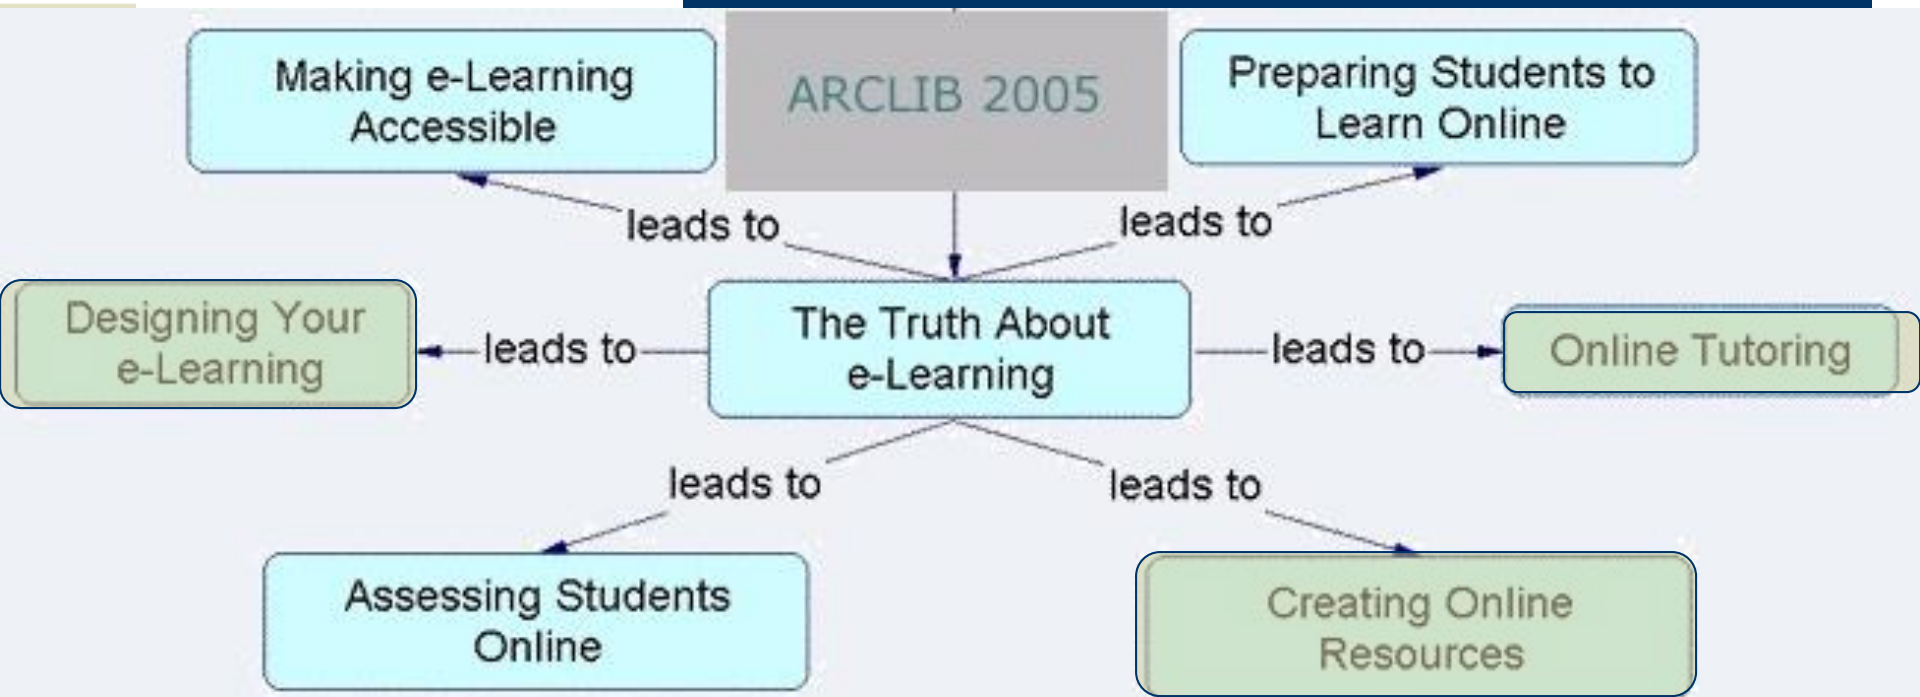 Making e-Learning
Accessible
ARCLIB 2005
Preparing Students to
Learn Online
leads to
leads to
Designing Your
e-Learning
leads to
The Truth About
e-Learning
leads to
Online Tutoring
leads to
leads to
Assessing Students
Online
Creating Online
Resources